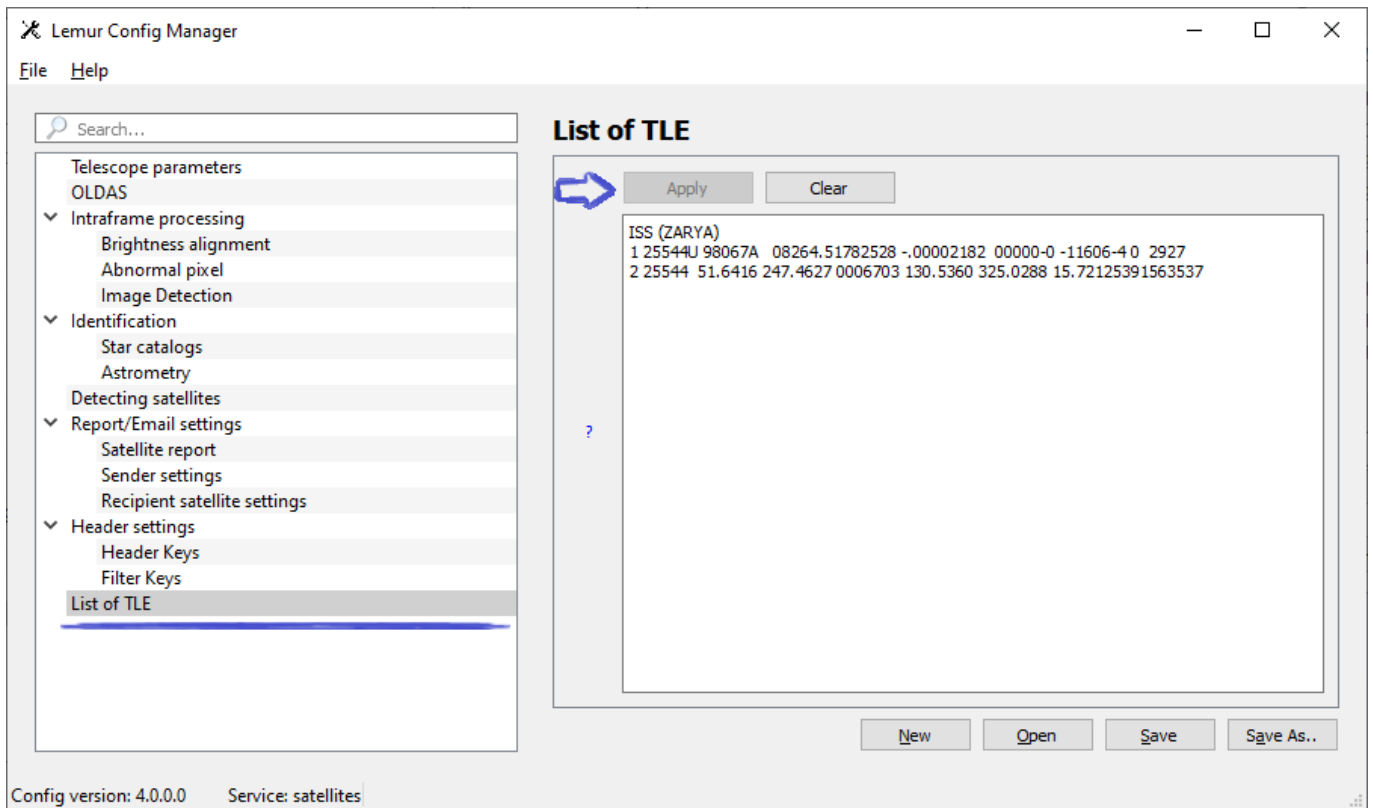 Lemur Config Manager
File Help
Search...
Telescope parameters
OLDAS
Intraframe processing
Brightness alignment
Abnormal pixel
Image Detection
Identification
Star catalogs
Astrometry
Detecting satellites
Report/Email settings
Satellite report
Sender settings
Recipient satellite settings
Header settings
Header Keys
Filter Keys
List of TLE
List of TLE
Apply Clear
ISS (ZARYA)
1 25544U 98067A   08264.51782528 -.00002182  00000-0 -11606-4 0  2927
2 25544  51.6416 247.4627 0006703 130.5360 325.0288 15.72125391563537
?
New Open Save Save As..
Config version: 4.0.0.0 Service: satellites